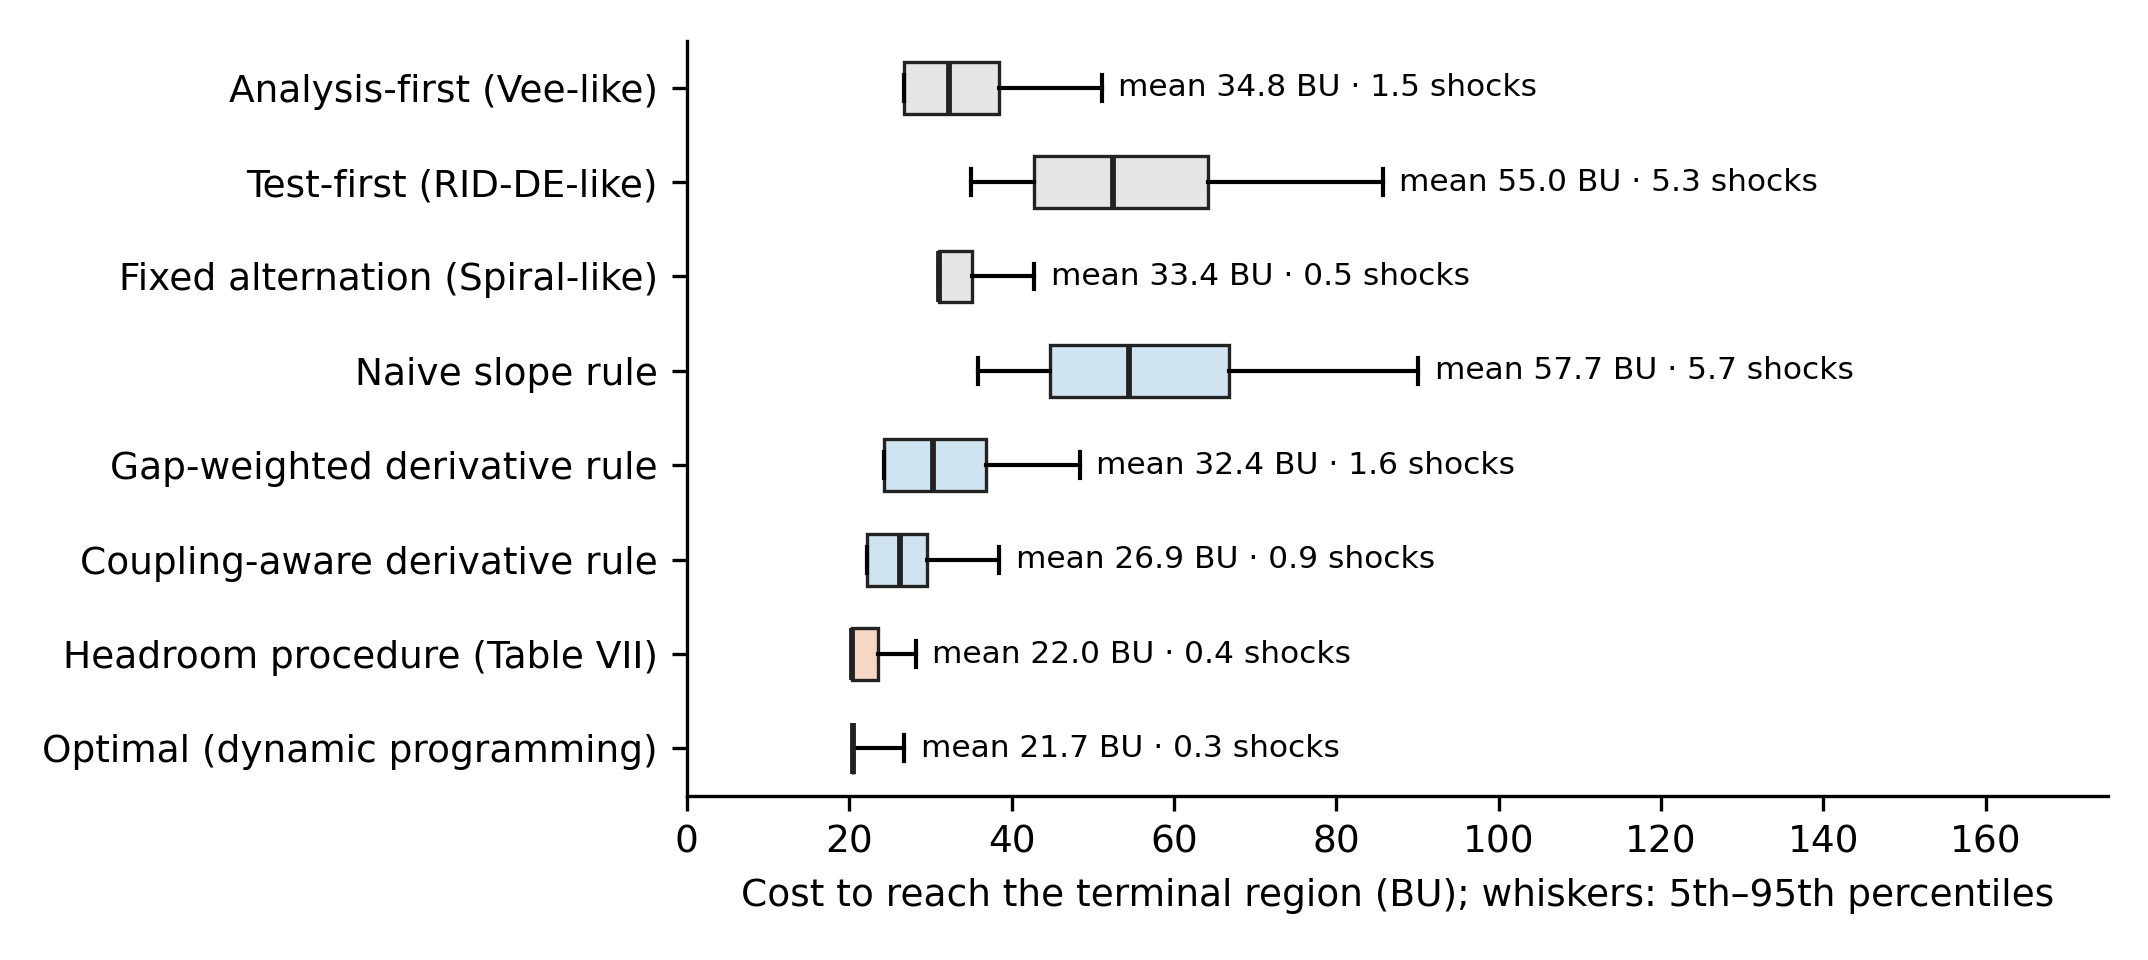 Analysis-first (Vee-like)
mean 34.8 BU · 1.5 shocks
Test-first (RID-DE-like)
mean 55.0 BU · 5.3 shocks
Fixed alternation (Spiral-like)
mean 33.4 BU · 0.5 shocks
Naive slope rule
mean 57.7 BU · 5.7 shocks
Gap-weighted derivative rule
mean 32.4 BU · 1.6 shocks
Coupling-aware derivative rule
mean 26.9 BU · 0.9 shocks
Headroom procedure (Table VII)
mean 22.0 BU · 0.4 shocks
Optimal (dynamic programming)
mean 21.7 BU · 0.3 shocks
0 20 40 60 80 100 120 140 160
Cost to reach the terminal region (BU); whiskers: 5th–95th percentiles